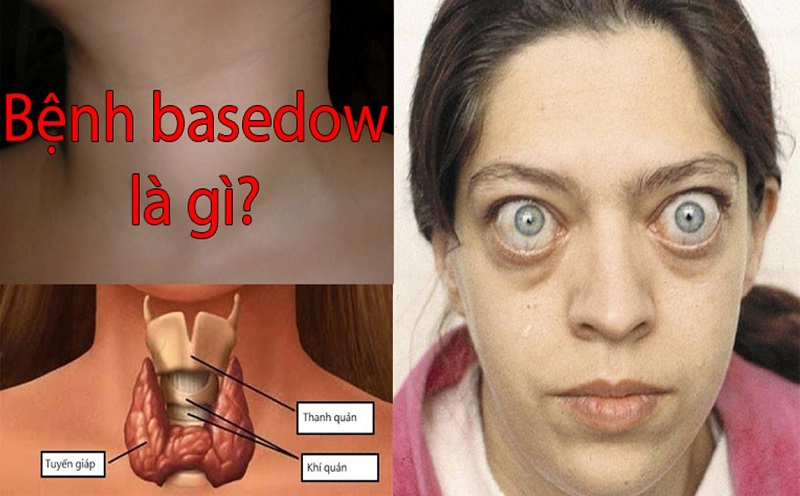 Bệnh basedow
là gì?
Thanh quản
Tuyến giáp
Khí quản